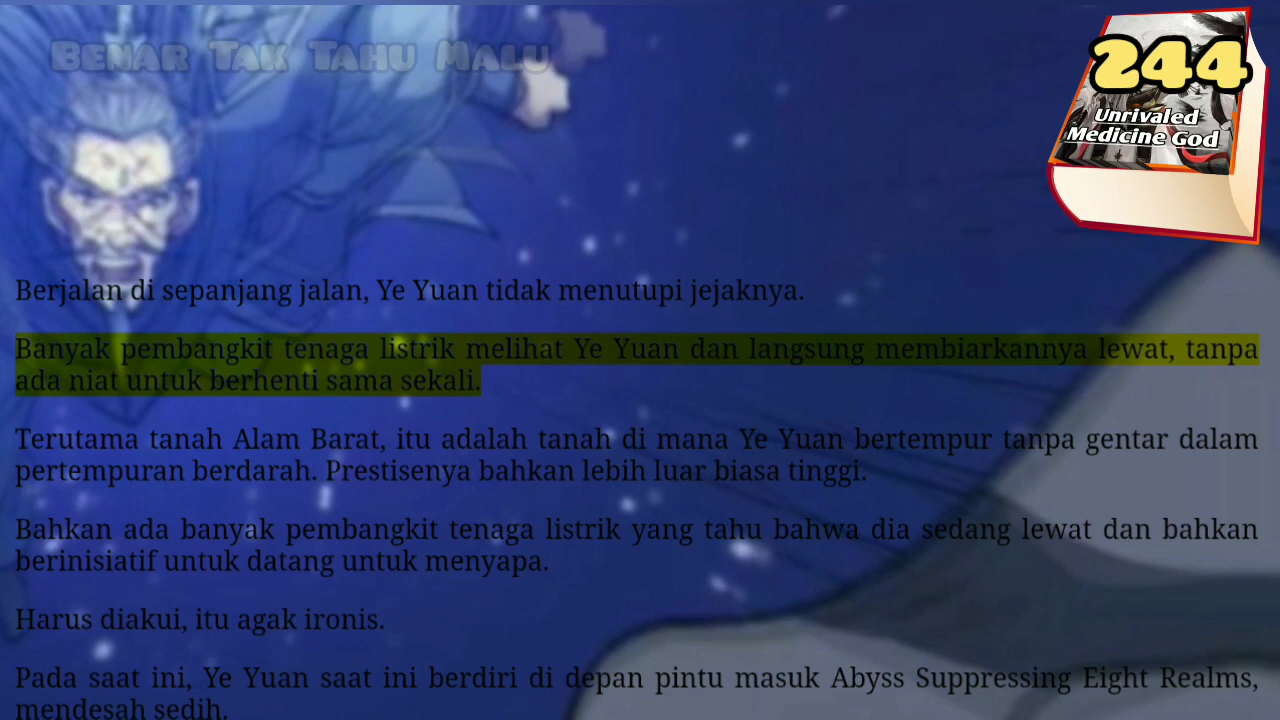 Benar Tak Tahu Malu
244
Unrivaled
Medicine God
Berjalan di sepanjang jalan, Ye Yuan tidak menutupi jejaknya.
Banyak pembangkit tenaga listrik melihat Ye Yuan dan langsung membiarkannya lewat, tanpa
ada niat untuk berhenti sama sekali.
Terutama tanah Alam Barat, itu adalah tanah di mana Ye Yuan bertempur tanpa gentar dalam
pertempuran berdarah. Prestisenya bahkan lebih luar biasa tinggi.
Bahkan ada banyak pembangkit tenaga listrik yang tahu bahwa dia sedang lewat dan bahkan
berinisiatif untuk datang untuk menyapa.
Harus diakui, itu agak ironis.
Pada saat ini, Ye Yuan saat ini berdiri di depan pintu masuk Abyss Suppressing Eight Realms,
mendesah sedih.